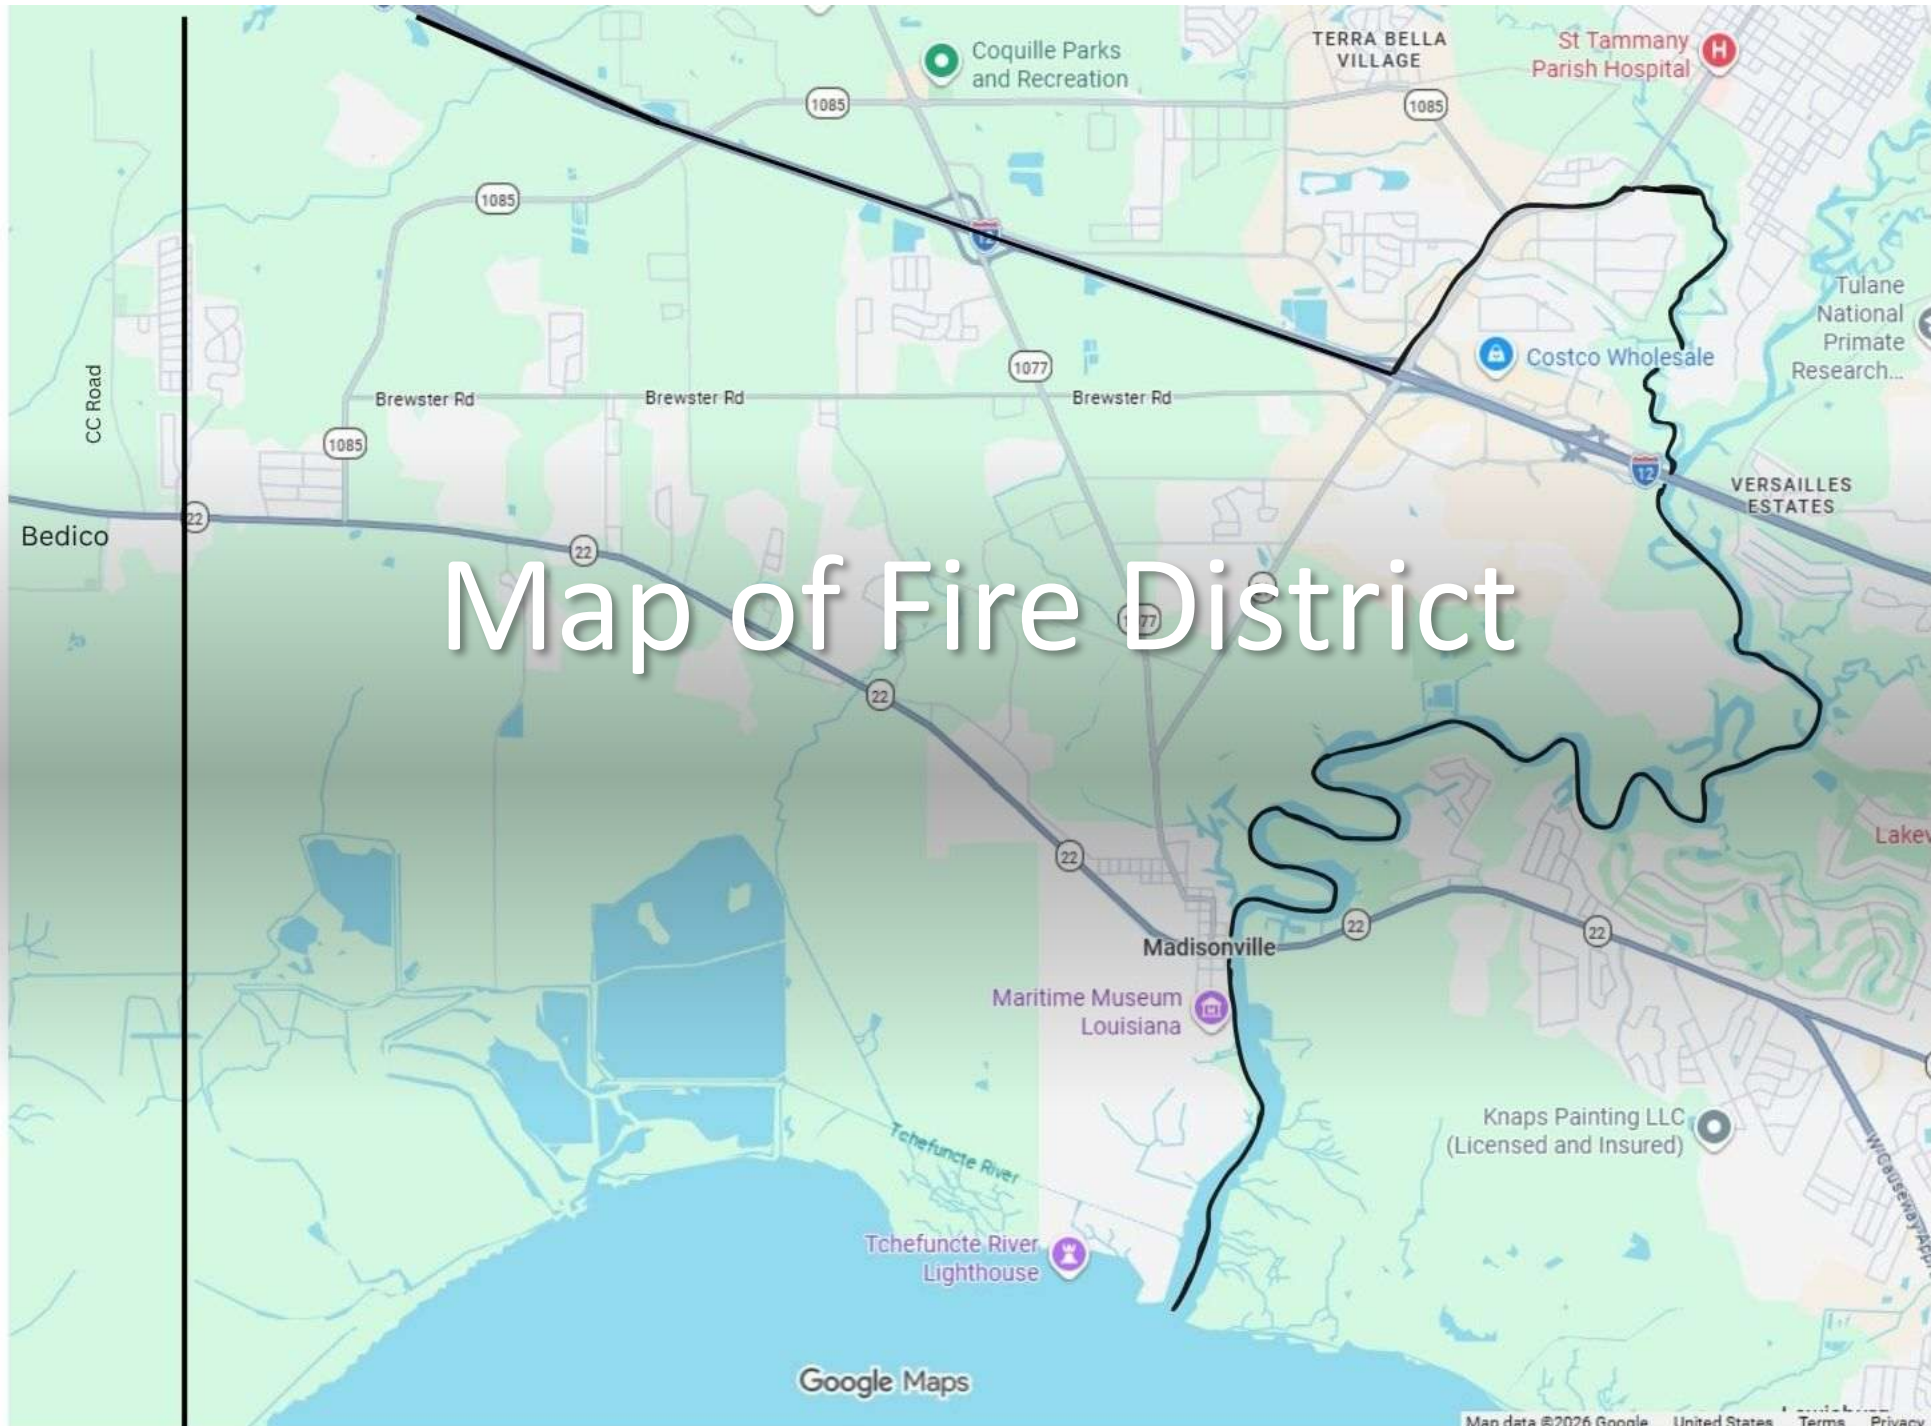 Coquille Parks
and Recreation
TERRA BELLA
VILLAGE
St Tammany
Parish Hospital
H
1085
1085
1085
12
Tulane
National
Primate
Research...
Costco Wholesale
1077
CC Road
Brewster Rd
Brewster Rd
Brewster Rd
1085
12
VERSAILLES
ESTATES
22
Bedico
22
Map of Fire District
22
22
22
22
Madisonville
Maritime Museum
Louisiana
Knaps Painting LLC
(Licensed and Insured)
Tchefuncte River
W Causeway Appr
Tchefuncte River
Lighthouse
Google Maps
Map data ©2026 Google
United States
Terms
Privacy